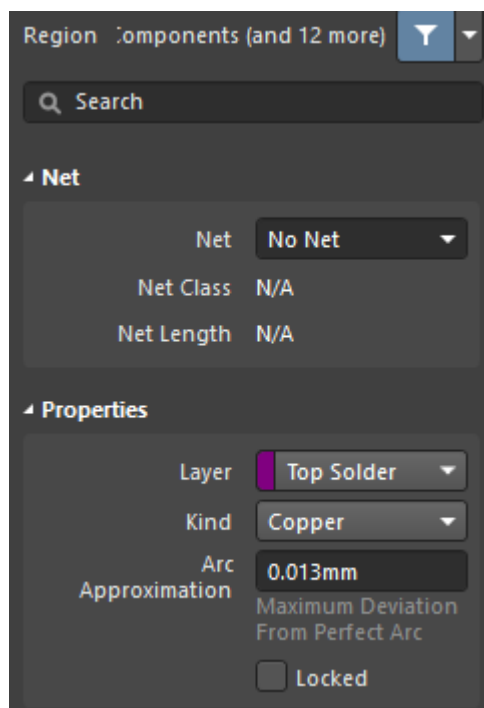 Region :omponents (and 12 more)
Search
Net
Net No Net
Net Class N/A
Net Length N/A
Properties
Layer Top Solder
Kind Copper
Arc
Approximation 0.013mm
Maximum Deviation
From Perfect Arc
Locked